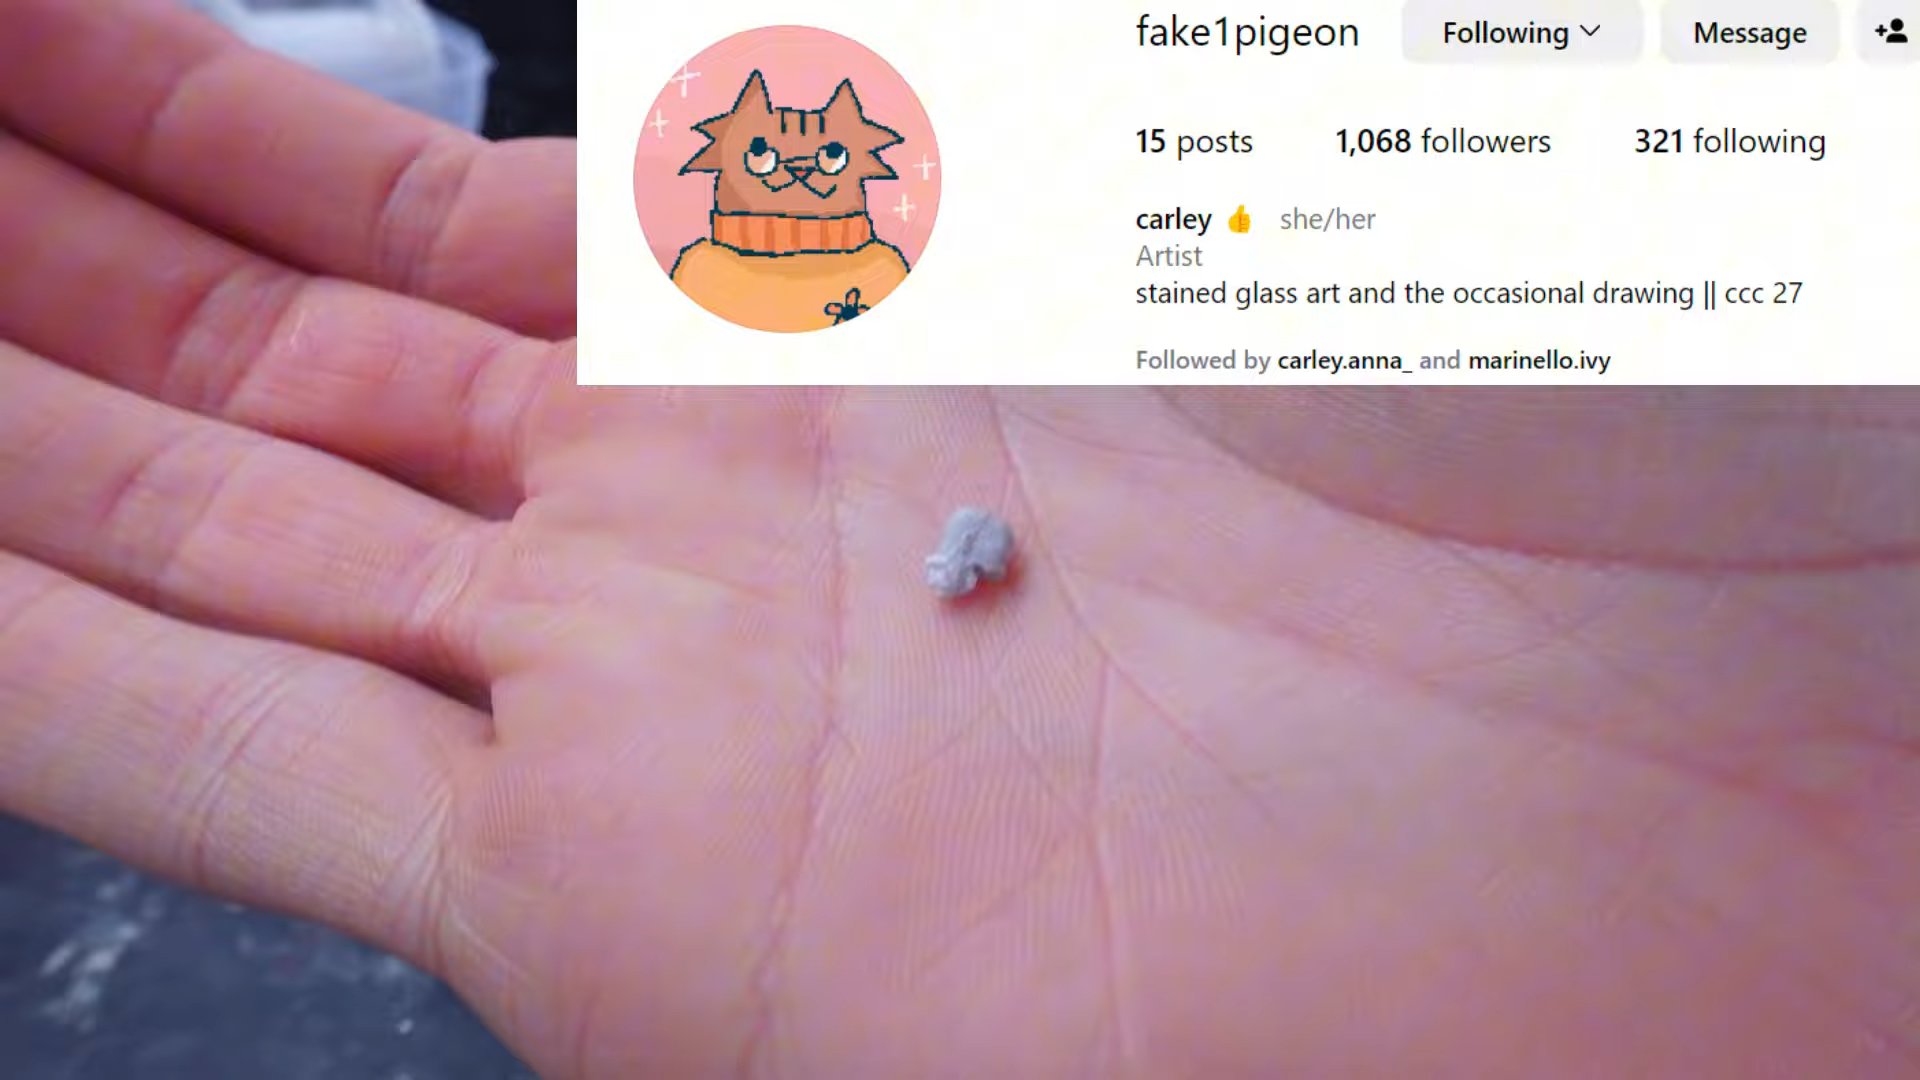 fake1pigeon Following Message
15 posts 1,068 followers 321 following
carley 👍 she/her
Artist
stained glass art and the occasional drawing || ccc 27
Followed by carley.anna_ and marinello.ivy